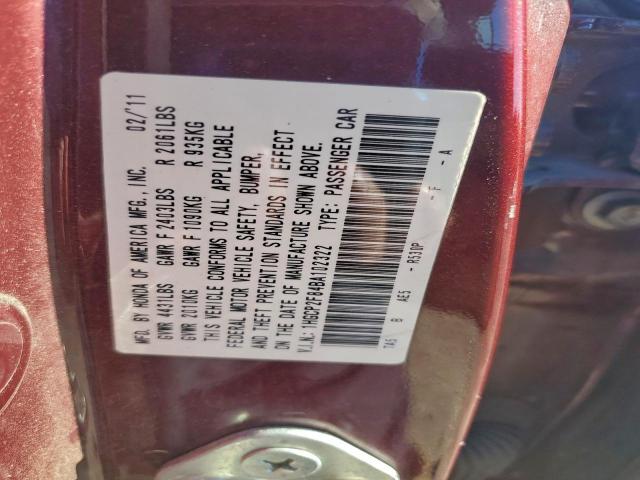 MFD. BY HONDA OF AMERICA MFG., INC. 02/'11
GVWR 4431LBS GAWR F 2403LBS R 2061LBS
GVWR 2010KG GAWR F 1090KG R 935KG
THIS VEHICLE CONFORMS TO ALL APPLICABLE
FEDERAL MOTOR VEHICLE SAFETY, BUMPER,
AND THEFT PREVENTION STANDARDS IN EFFECT
ON THE DATE OF MANUFACTURE SHOWN ABOVE.
V.I.N.: 1HGCP2F84BA102322 TYPE: PASSENGER CAR
TA5 B AE5 - R530P - F - A